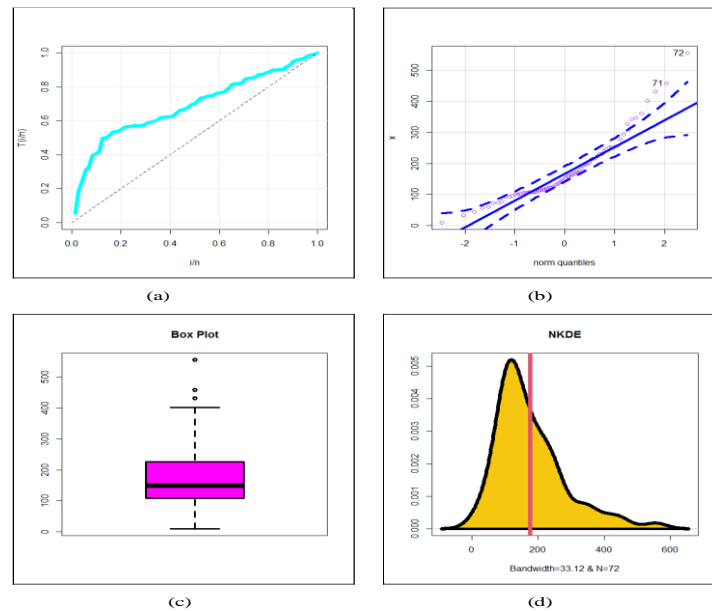 1.0
0.8
0.6
0.4
0.2
0.0
T(i/n)
0.0 0.2 0.4 0.6 0.8 1.0
i/n
(a)
72
71
500
400
300
200
100
0
x
-2 -1 0 1 2
norm quantiles
(b)
Box Plot
500
400
300
200
100
0
(c)
NKDE
0.005
0.004
0.003
0.002
0.001
0.000
0 200 400 600
Bandwidth=33.12 & N=72
(d)